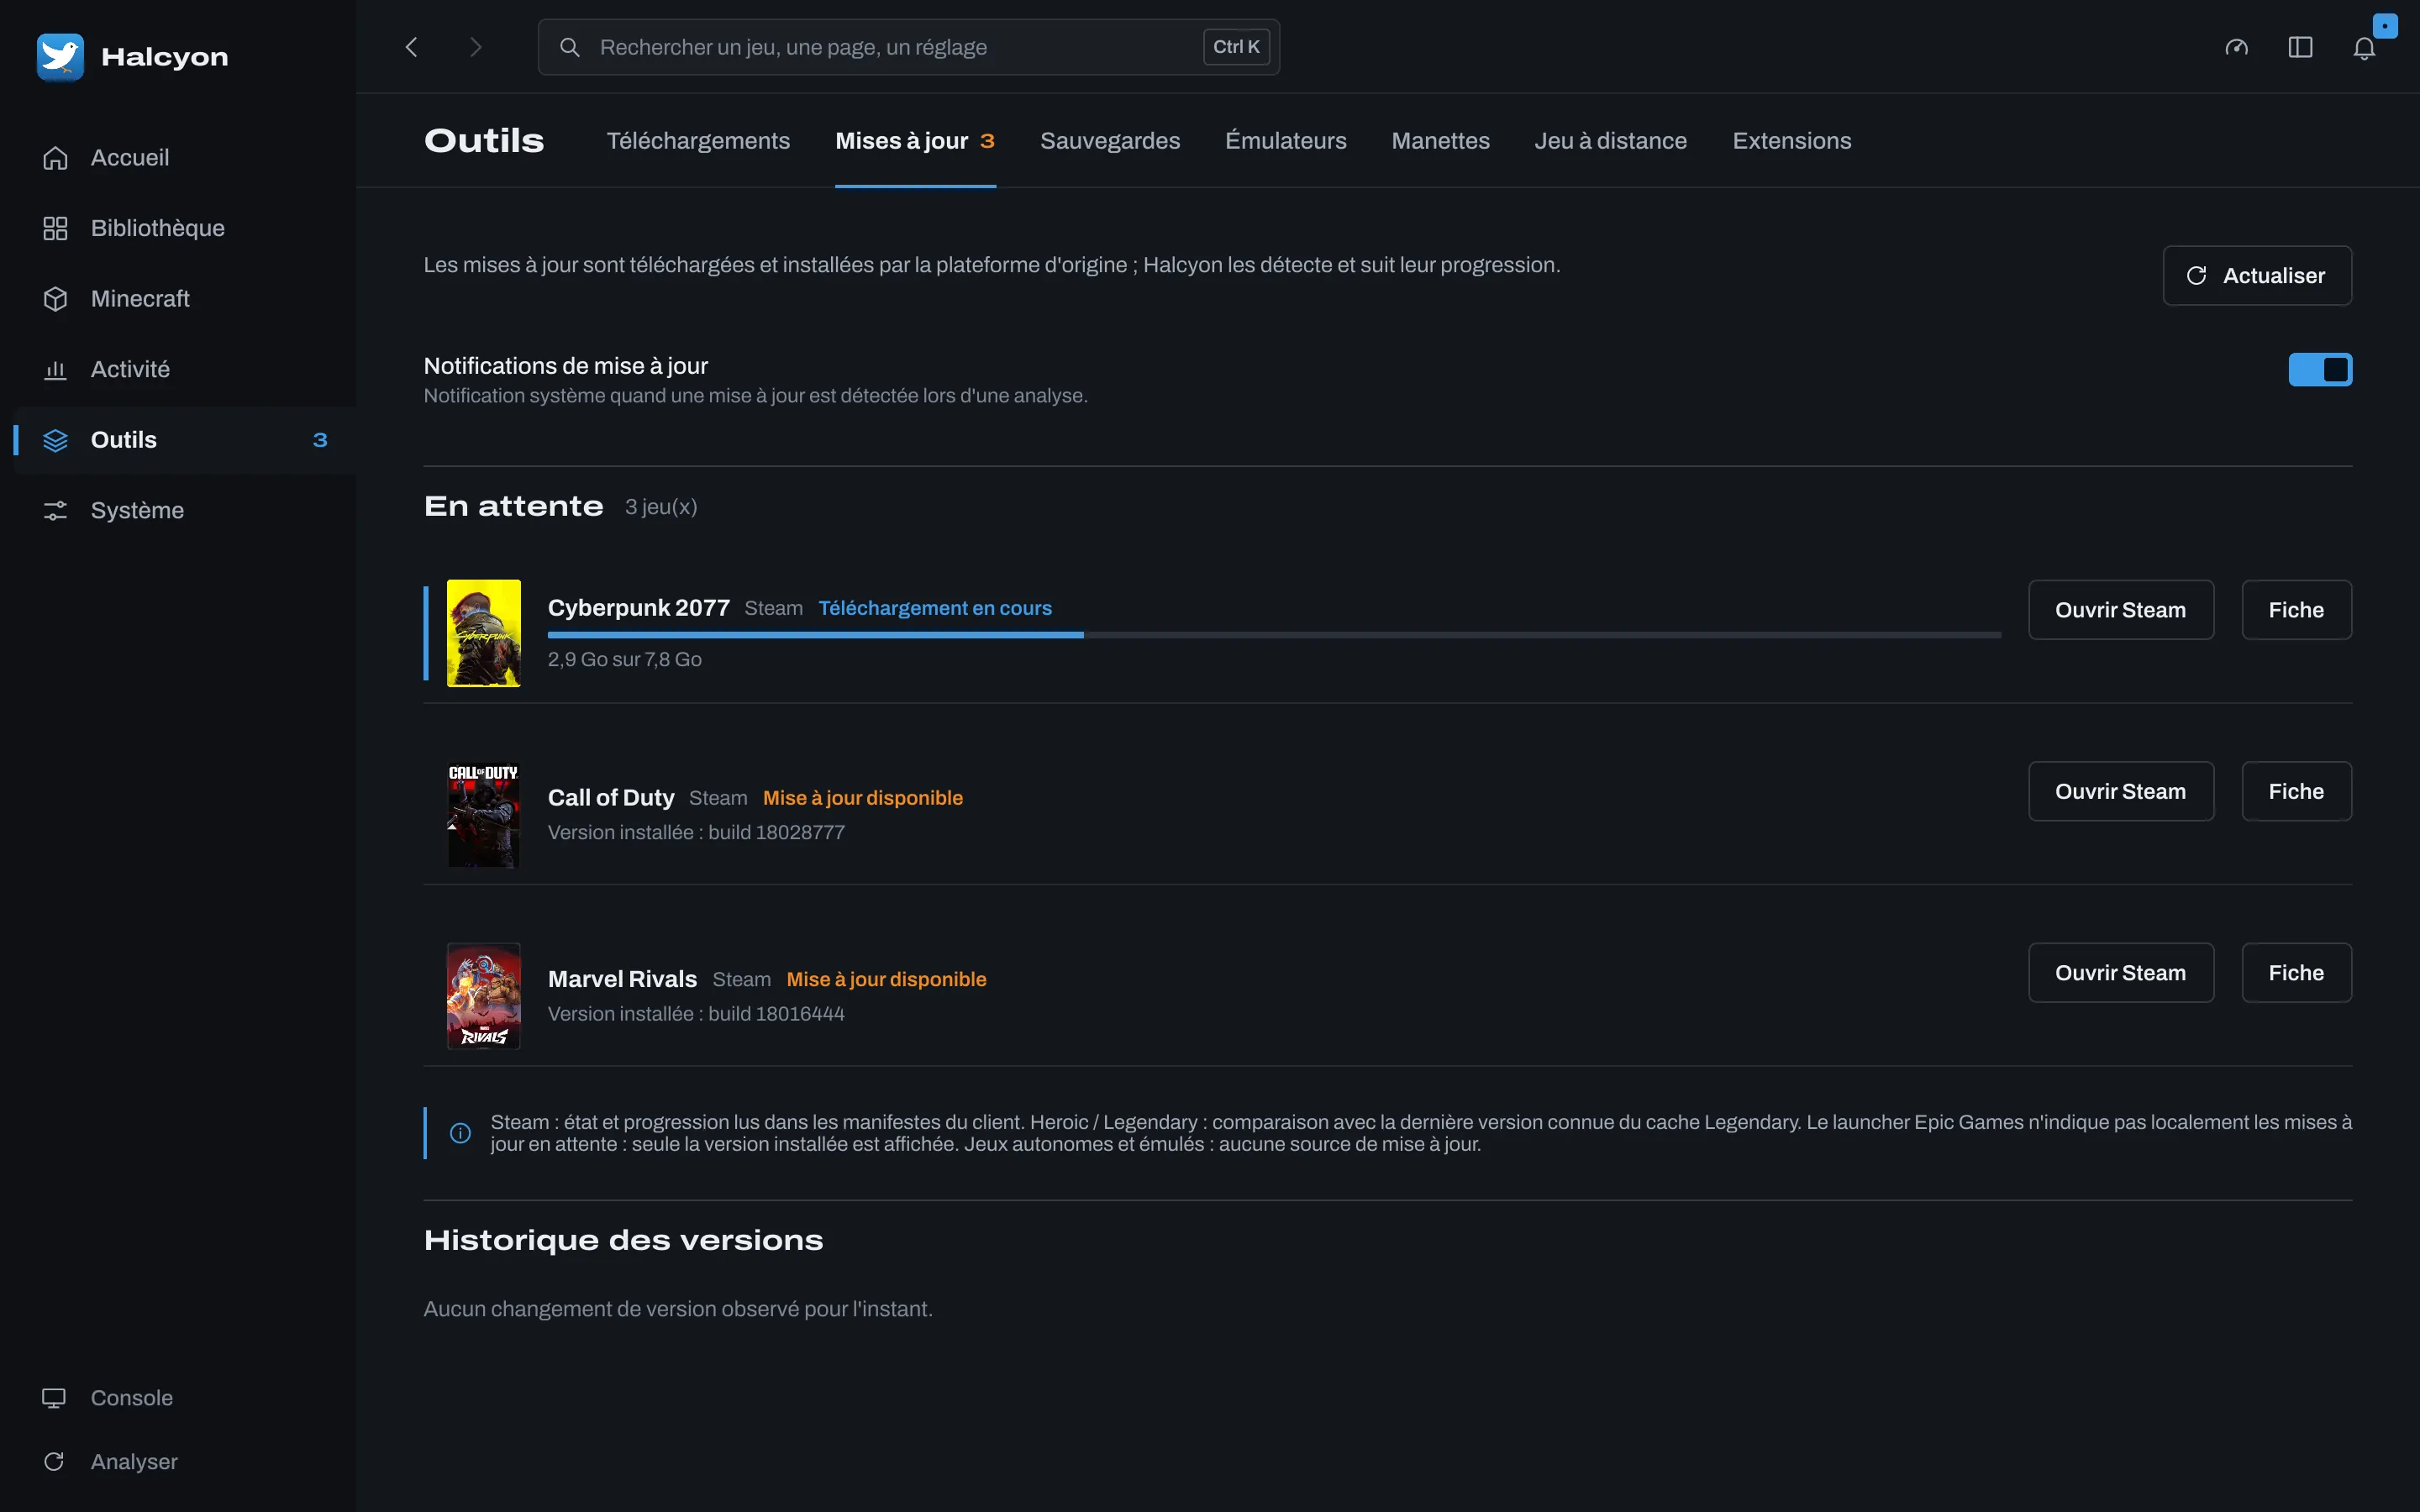 Halcyon
Rechercher un jeu, une page, un réglage
Ctrl K
Accueil
Bibliothèque
Minecraft
Activité
Outils 3
Système
Console
Analyser
Outils
Téléchargements
Mises à jour 3
Sauvegardes
Émulateurs
Manettes
Jeu à distance
Extensions
Les mises à jour sont téléchargées et installées par la plateforme d'origine ; Halcyon les détecte et suit leur progression.
Actualiser
Notifications de mise à jour
Notification système quand une mise à jour est détectée lors d'une analyse.
En attente 3 jeu(x)
CYBERPUNK
Cyberpunk 2077 Steam Téléchargement en cours
2,9 Go sur 7,8 Go
Ouvrir Steam
Fiche
CALL OF DUTY
Call of Duty Steam Mise à jour disponible
Version installée : build 18028777
Ouvrir Steam
Fiche
RIVALS
Marvel Rivals Steam Mise à jour disponible
Version installée : build 18016444
Ouvrir Steam
Fiche
Steam : état et progression lus dans les manifestes du client. Heroic / Legendary : comparaison avec la dernière version connue du cache Legendary. Le launcher Epic Games n'indique pas localement les mises à
jour en attente : seule la version installée est affichée. Jeux autonomes et émulés : aucune source de mise à jour.
Historique des versions
Aucun changement de version observé pour l'instant.